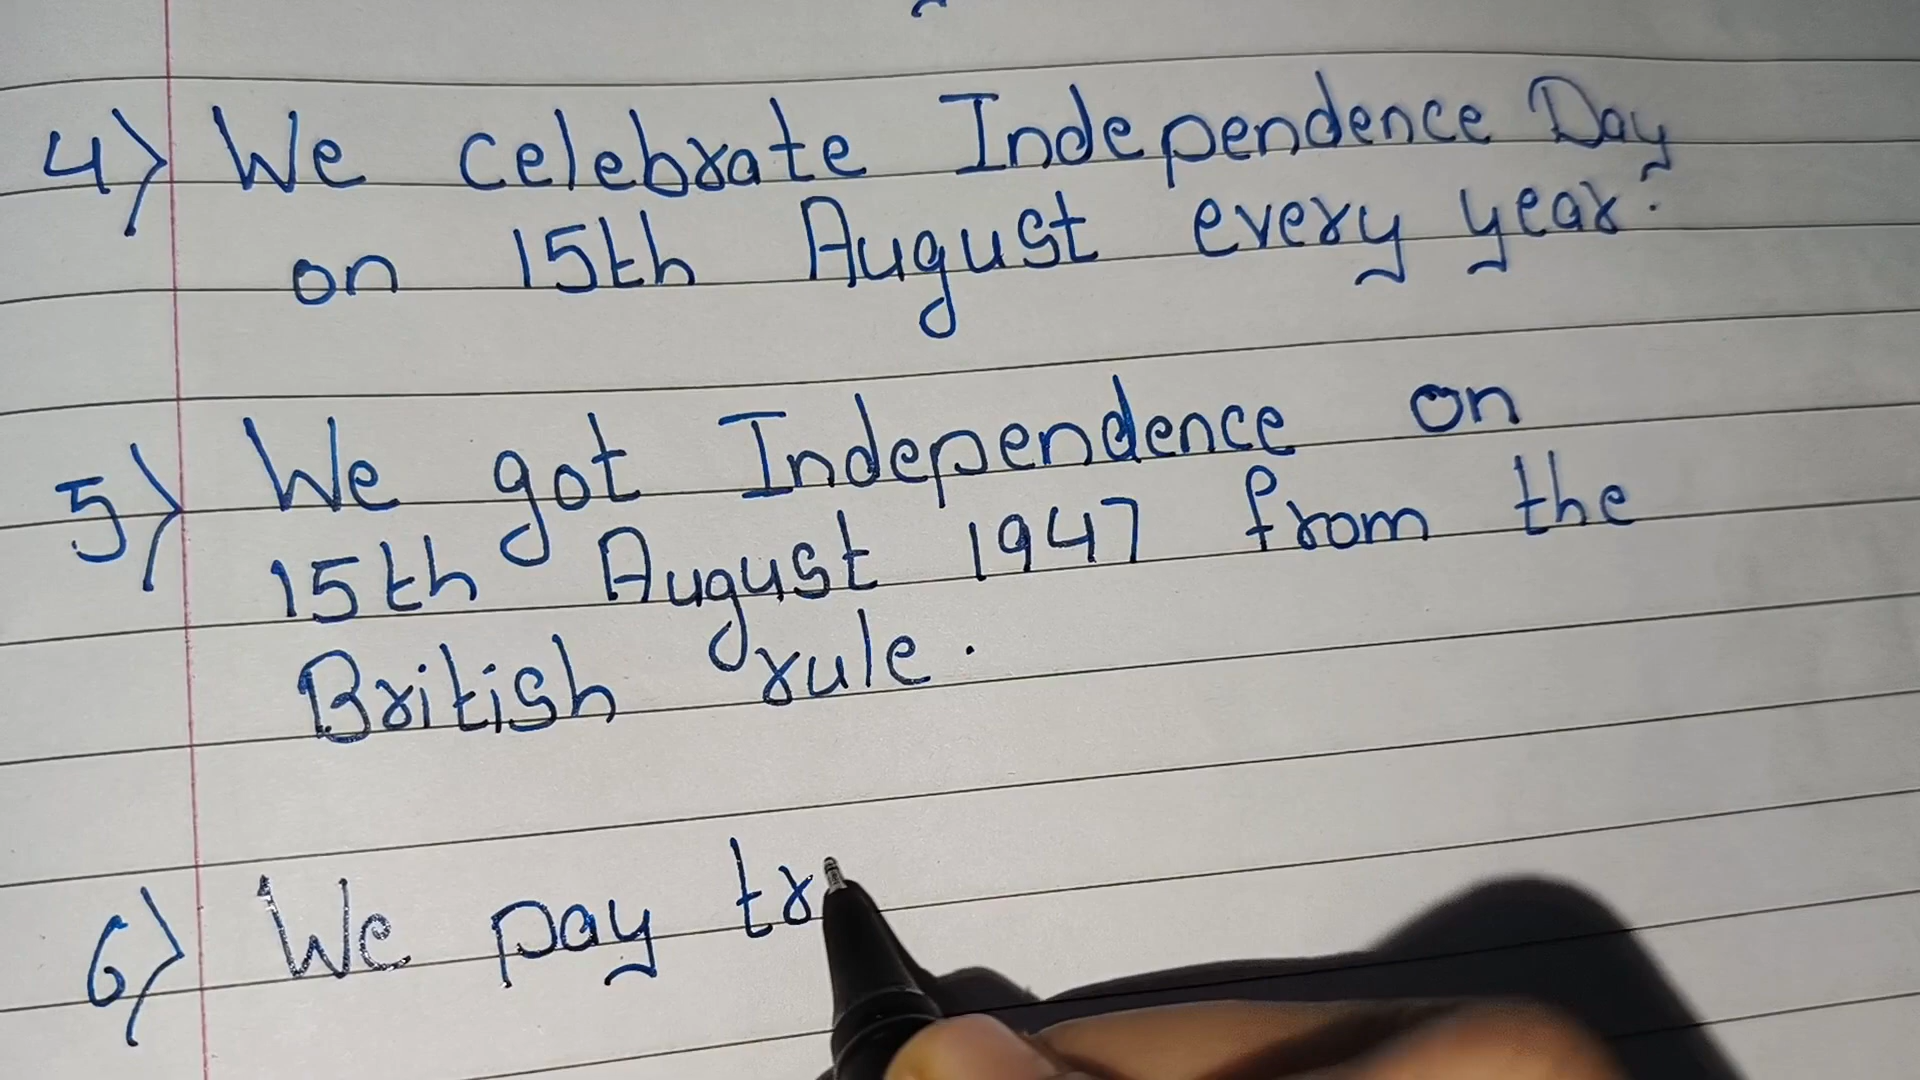 4) We celebrate Independence Day
on 15th August every year.
5) We got Independence on
15th August 1947 from the
British rule.
6) We pay tr